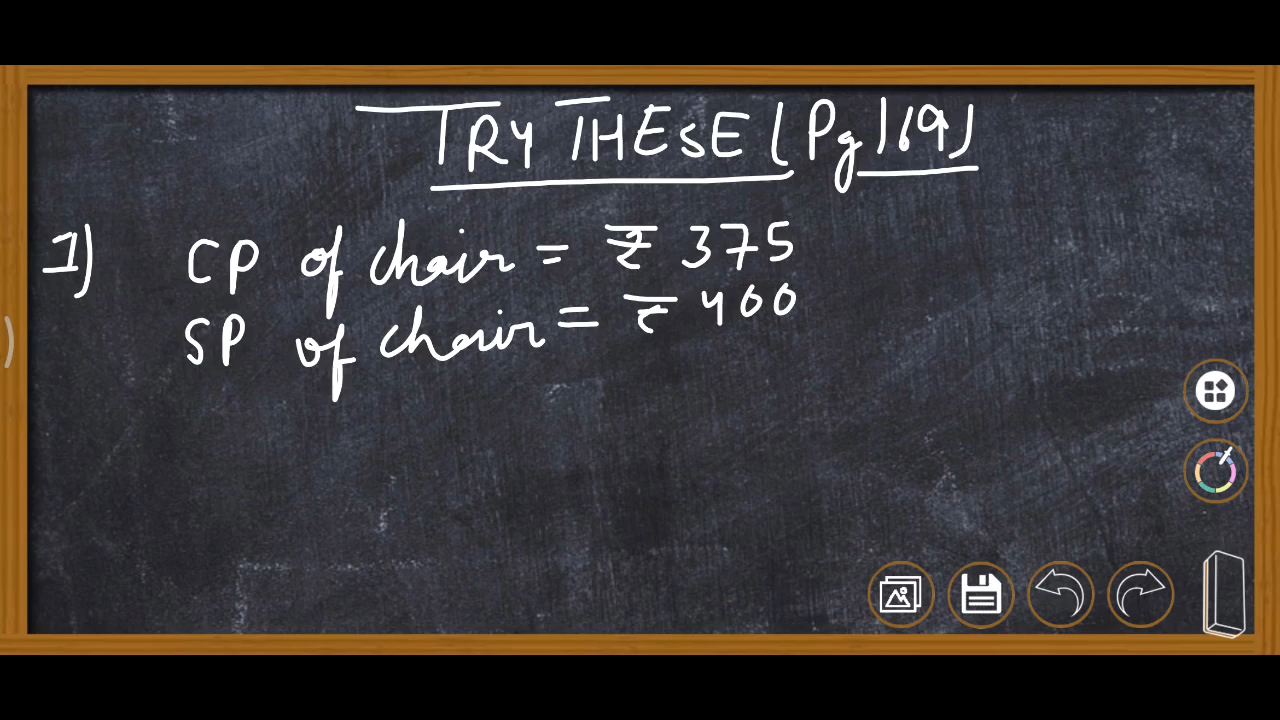 TRY THESE (Pg 169)
1) CP of chair = ₹ 375
SP of chair = ₹ 400